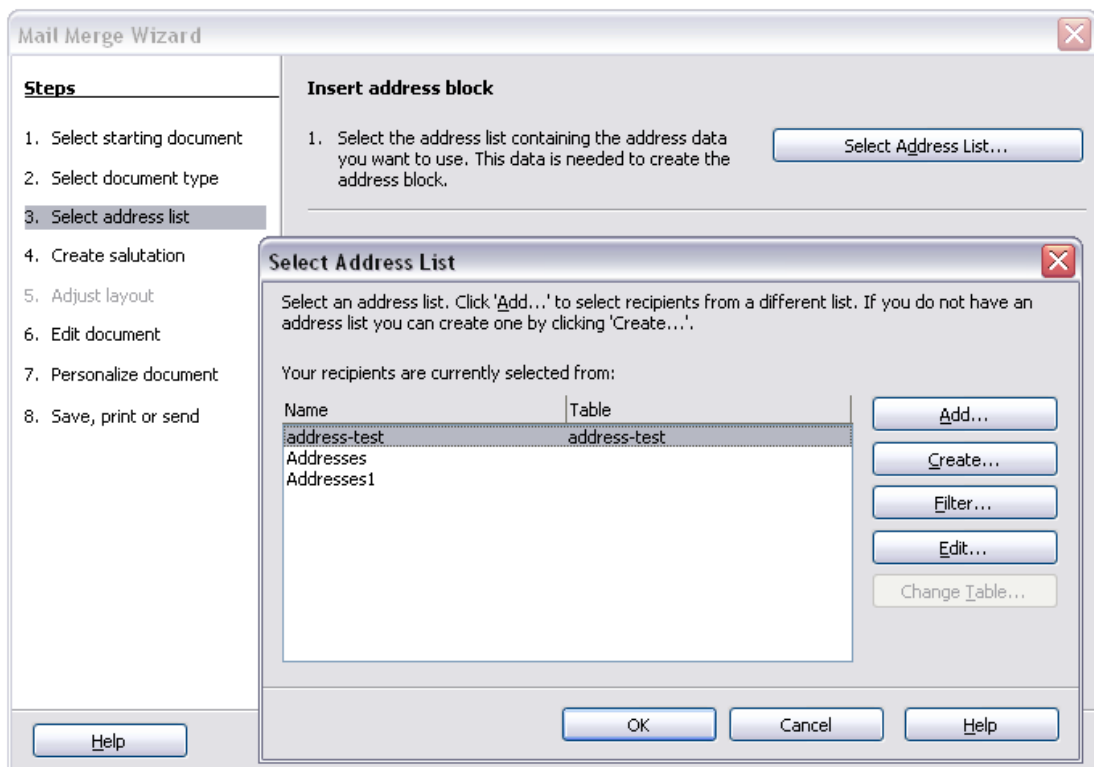 Mail Merge Wizard
Steps
1. Select starting document
2. Select document type
3. Select address list
4. Create salutation
5. Adjust layout
6. Edit document
7. Personalize document
8. Save, print or send
Help
Insert address block
1. Select the address list containing the address data
you want to use. This data is needed to create the
address block.
Select Address List...
Select Address List
Select an address list. Click 'Add...' to select recipients from a different list. If you do not have an
address list you can create one by clicking 'Create...'.
Your recipients are currently selected from:
Name Table
address-test address-test
Addresses
Addresses1
Add...
Create...
Filter...
Edit...
Change Table...
OK Cancel Help